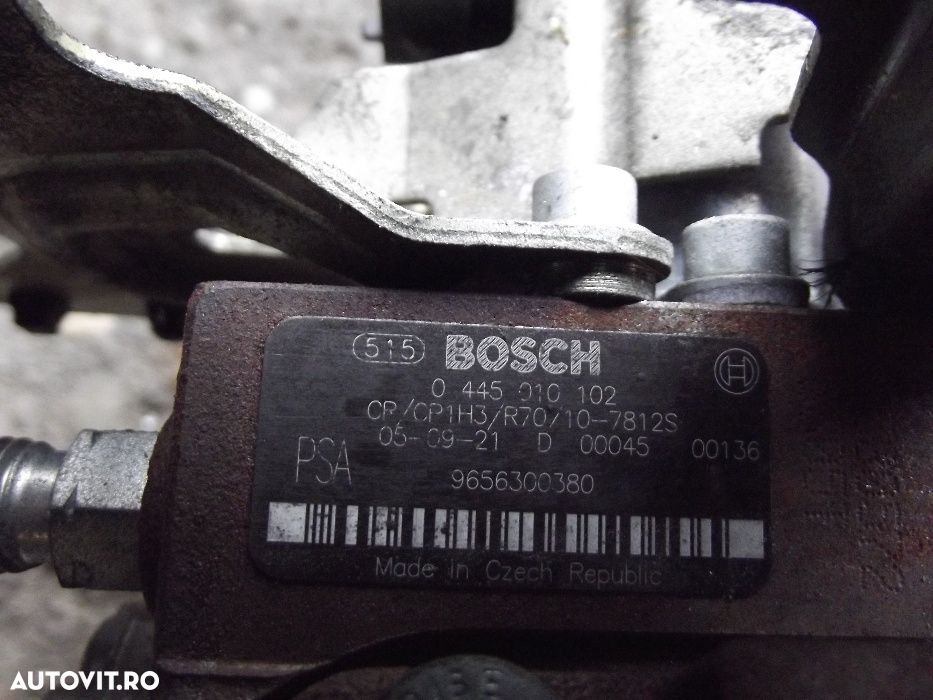 515 BOSCH
0 445 010 102
CP/CP1H3/R70/10-7812S
05-09-21 D 00045 00136
PSA
9656300380
Made in Czech Republic
AUTOVIT.RO